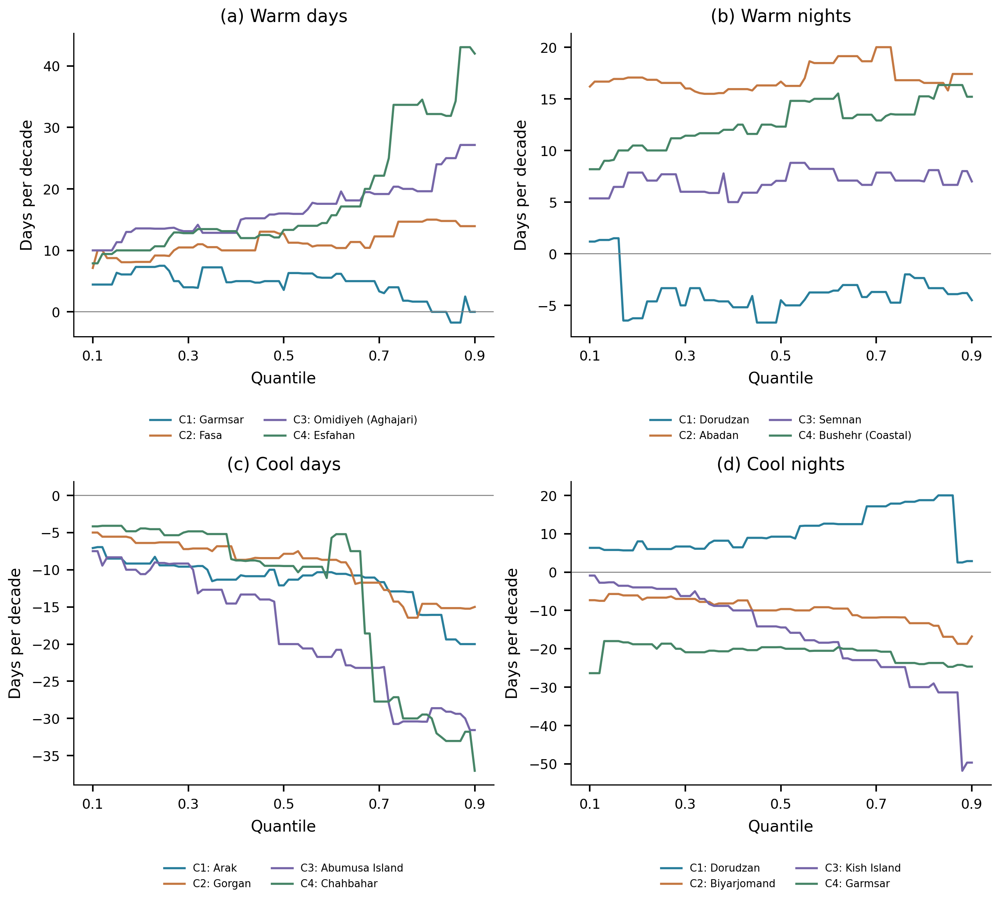 (a) Warm days
Days per decade
40
30
20
10
0
0.1 0.3 0.5 0.7 0.9
Quantile
C1: Garmsar
C2: Fasa
C3: Omidiyeh (Aghajari)
C4: Esfahan
(b) Warm nights
Days per decade
20
15
10
5
0
−5
0.1 0.3 0.5 0.7 0.9
Quantile
C1: Dorudzan
C2: Abadan
C3: Semnan
C4: Bushehr (Coastal)
(c) Cool days
Days per decade
0
−5
−10
−15
−20
−25
−30
−35
0.1 0.3 0.5 0.7 0.9
Quantile
C1: Arak
C2: Gorgan
C3: Abumusa Island
C4: Chahbahar
(d) Cool nights
Days per decade
20
10
0
−10
−20
−30
−40
−50
0.1 0.3 0.5 0.7 0.9
Quantile
C1: Dorudzan
C2: Biyarjomand
C3: Kish Island
C4: Garmsar